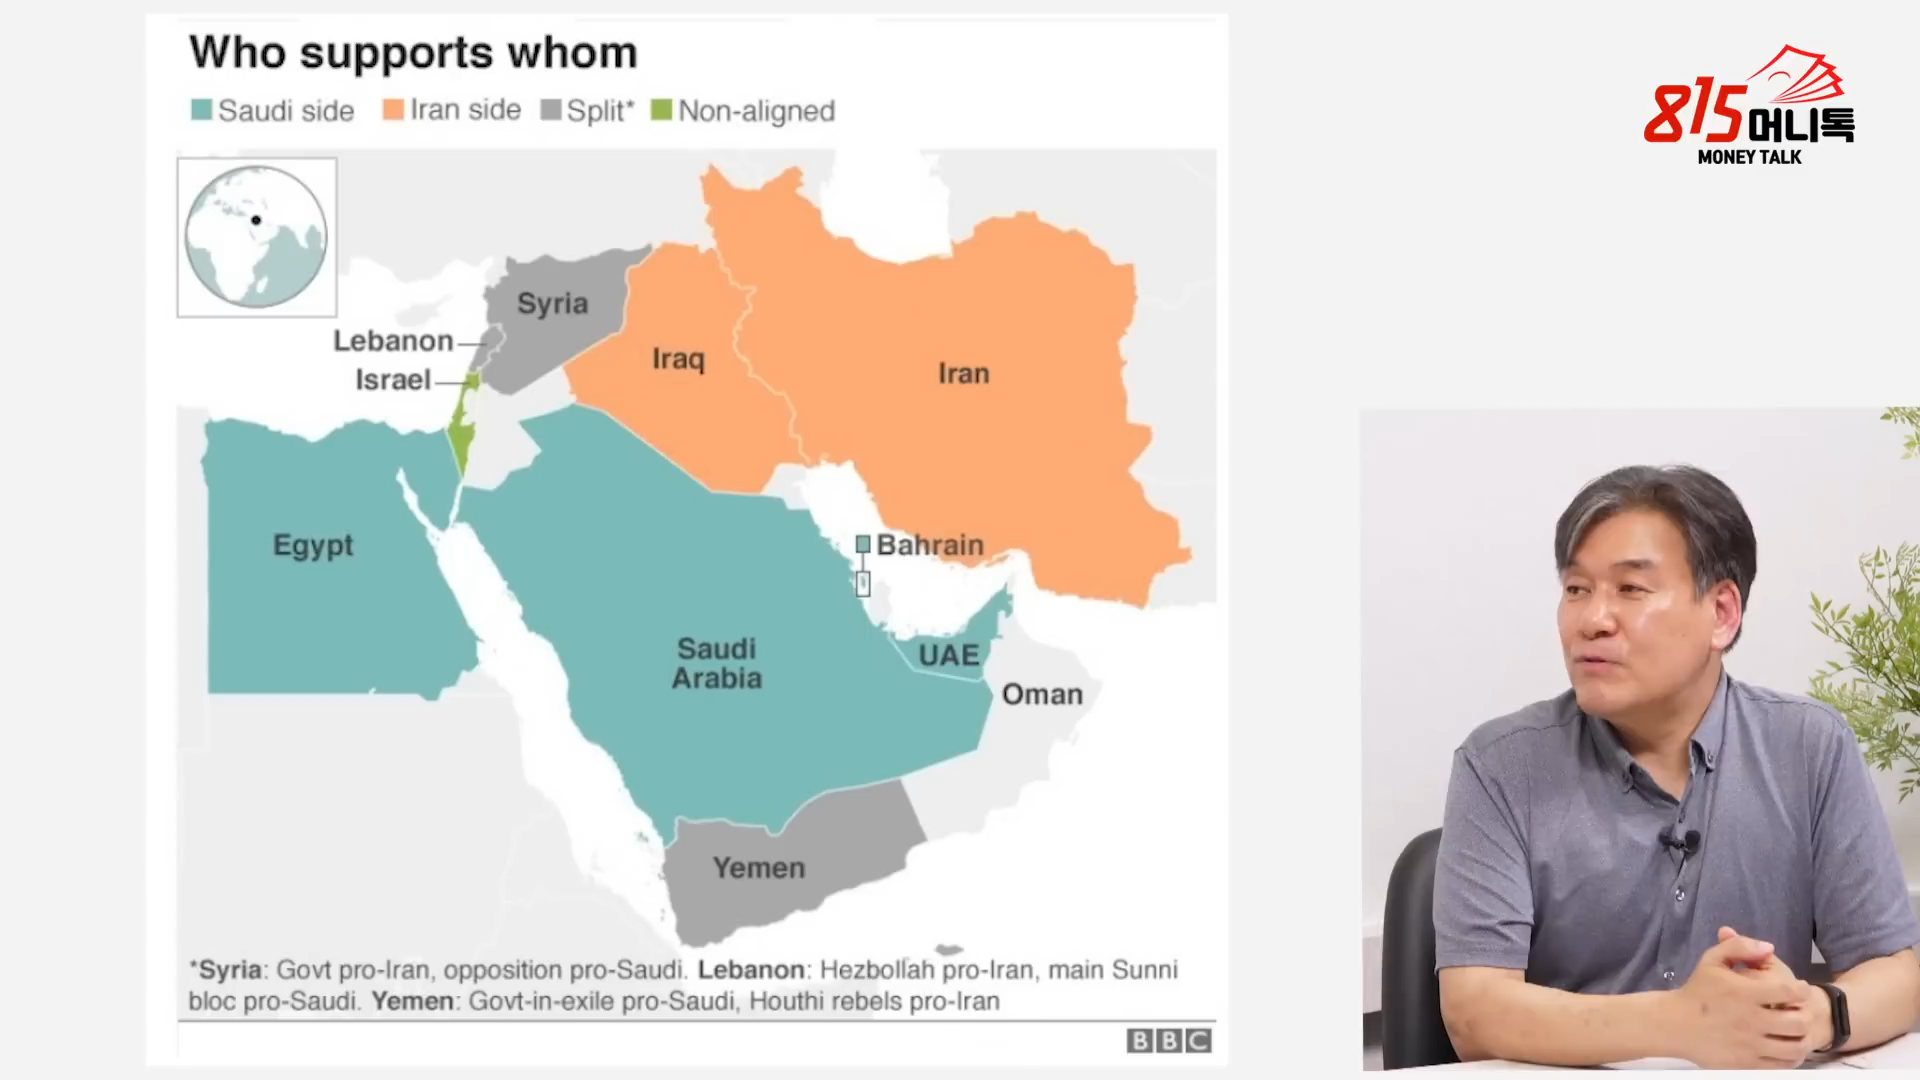 Who supports whom
Saudi side Iran side Split* Non-aligned
815머니톡
MONEY TALK
Syria
Lebanon
Israel
Iraq
Iran
Egypt
Bahrain
Saudi
Arabia
UAE
Oman
Yemen
*Syria: Govt pro-Iran, opposition pro-Saudi. Lebanon: Hezbollah pro-Iran, main Sunni
bloc pro-Saudi. Yemen: Govt-in-exile pro-Saudi, Houthi rebels pro-Iran
BBC